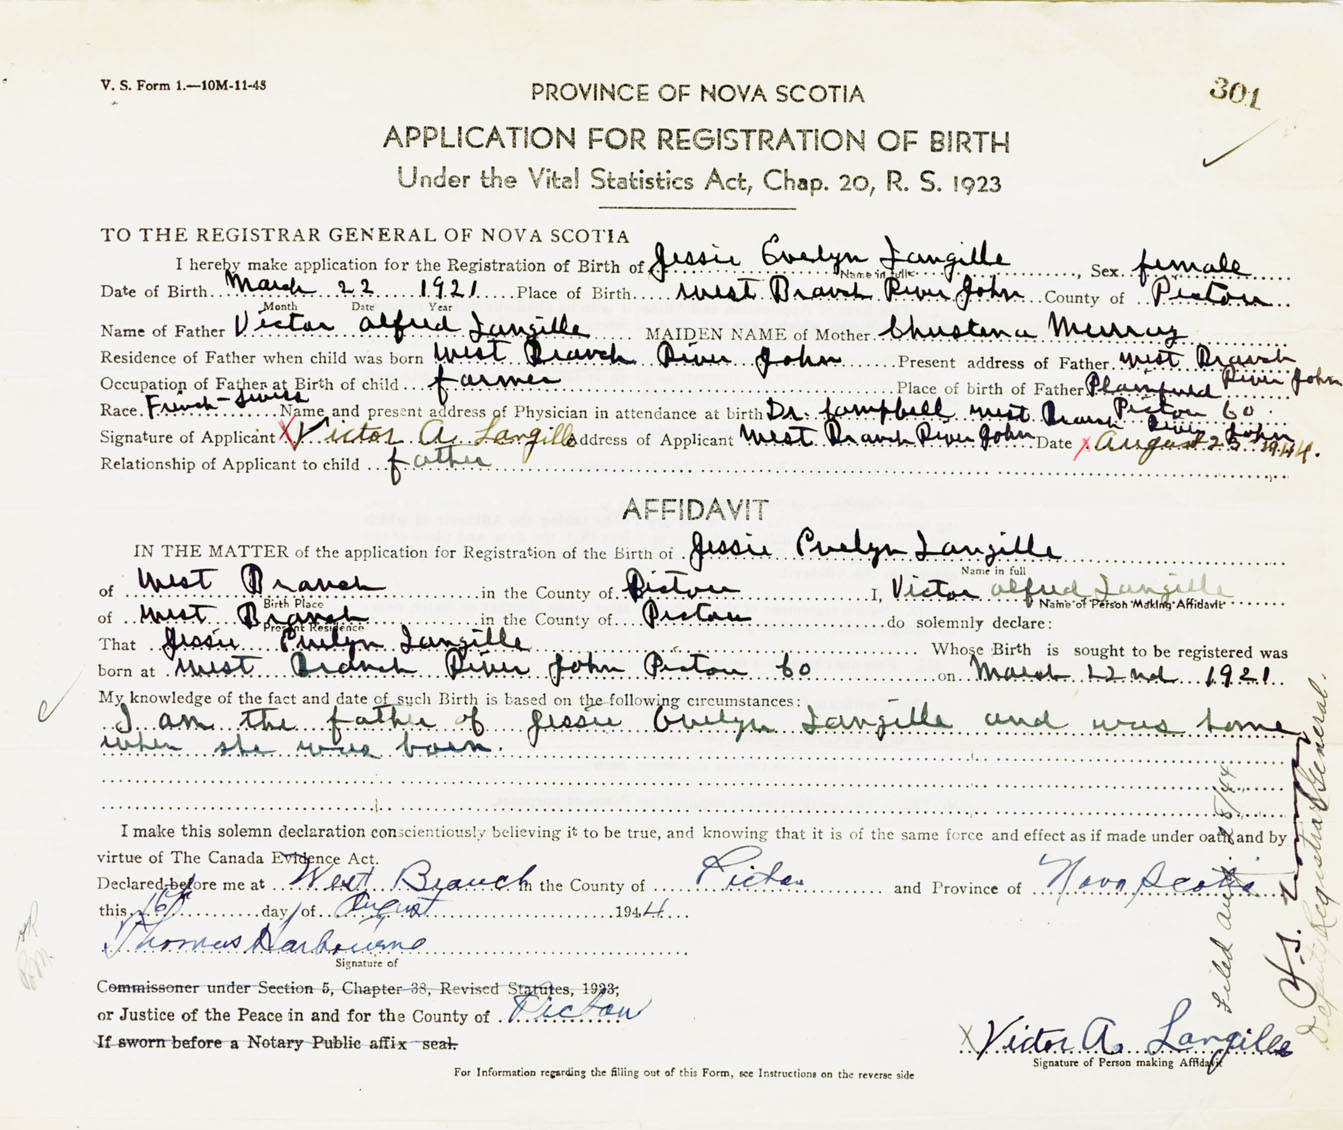 V. S. Form 1.—10M-11-43
301
PROVINCE OF NOVA SCOTIA
APPLICATION FOR REGISTRATION OF BIRTH
Under the Vital Statistics Act, Chap. 20, R. S. 1923
TO THE REGISTRAR GENERAL OF NOVA SCOTIA
I hereby make application for the Registration of Birth of Jessie Evelyn Langille, Sex female
Name in full
Date of Birth March 22 1921 Place of Birth West Branch River John County of Pictou
Month Date Year
Name of Father Victor Alfred Langille MAIDEN NAME of Mother Christena Murray
Residence of Father when child was born West Branch River John Present address of Father West Branch River John
Occupation of Father at Birth of child farmer Place of birth of Father Plainfield Pictou Co
Race French-Swiss Name and present address of Physician in attendance at birth Dr. Campbell West Branch River John
Signature of Applicant X Victor A. Langille Address of Applicant West Branch River John Date X August 23 1944.
Relationship of Applicant to child father
AFFIDAVIT
IN THE MATTER of the application for Registration of the Birth of Jessie Evelyn Langille
Name in full
of West Branch in the County of Pictou I, Victor Alfred Langille
Birth Place Name of Person Making Affidavit
of West Branch in the County of Pictou do solemnly declare:
Present Residence
That Jessie Evelyn Langille Whose Birth is sought to be registered was
born at West Branch River John Pictou Co on March 22nd 1921
My knowledge of the fact and date of such Birth is based on the following circumstances:
I am the father of Jessie Evelyn Langille and was home
when she was born.
I make this solemn declaration conscientiously believing it to be true, and knowing that it is of the same force and effect as if made under oath and by
virtue of The Canada Evidence Act.
Declared before me at West Branch in the County of Pictou and Province of Nova Scotia
this 16th day of August 1944
Thomas Harbourne
Signature of
Commissoner under Section 5, Chapter 38, Revised Statutes, 1923;
or Justice of the Peace in and for the County of Pictou
If sworn before a Notary Public affix seal.
X Victor A. Langille
Signature of Person making Affidavit
For Information regarding the filling out of this Form, see Instructions on the reverse side
Filed Aug. 28/44
Deputy Registrar General.